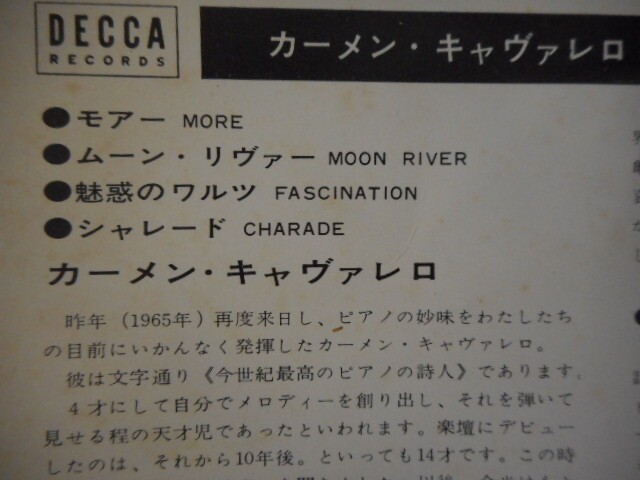 DECCA
RECORDS
カーメン・キャヴァレロ
●モアー MORE
●ムーン・リヴァー MOON RIVER
●魅惑のワルツ FASCINATION
●シャレード CHARADE
カーメン・キャヴァレロ
昨年（1965年）再度来日し、ピアノの妙味をわたしたち
の目前にいかんなく発揮したカーメン・キャヴァレロ。
彼は文字通り《今世紀最高のピアノの詩人》であります。
4才にして自分でメロディーを創り出し、それを弾いて
見せる程の天才児であったといわれます。楽壇にデビュー
したのは、それから10年後。といっても14才です。この時